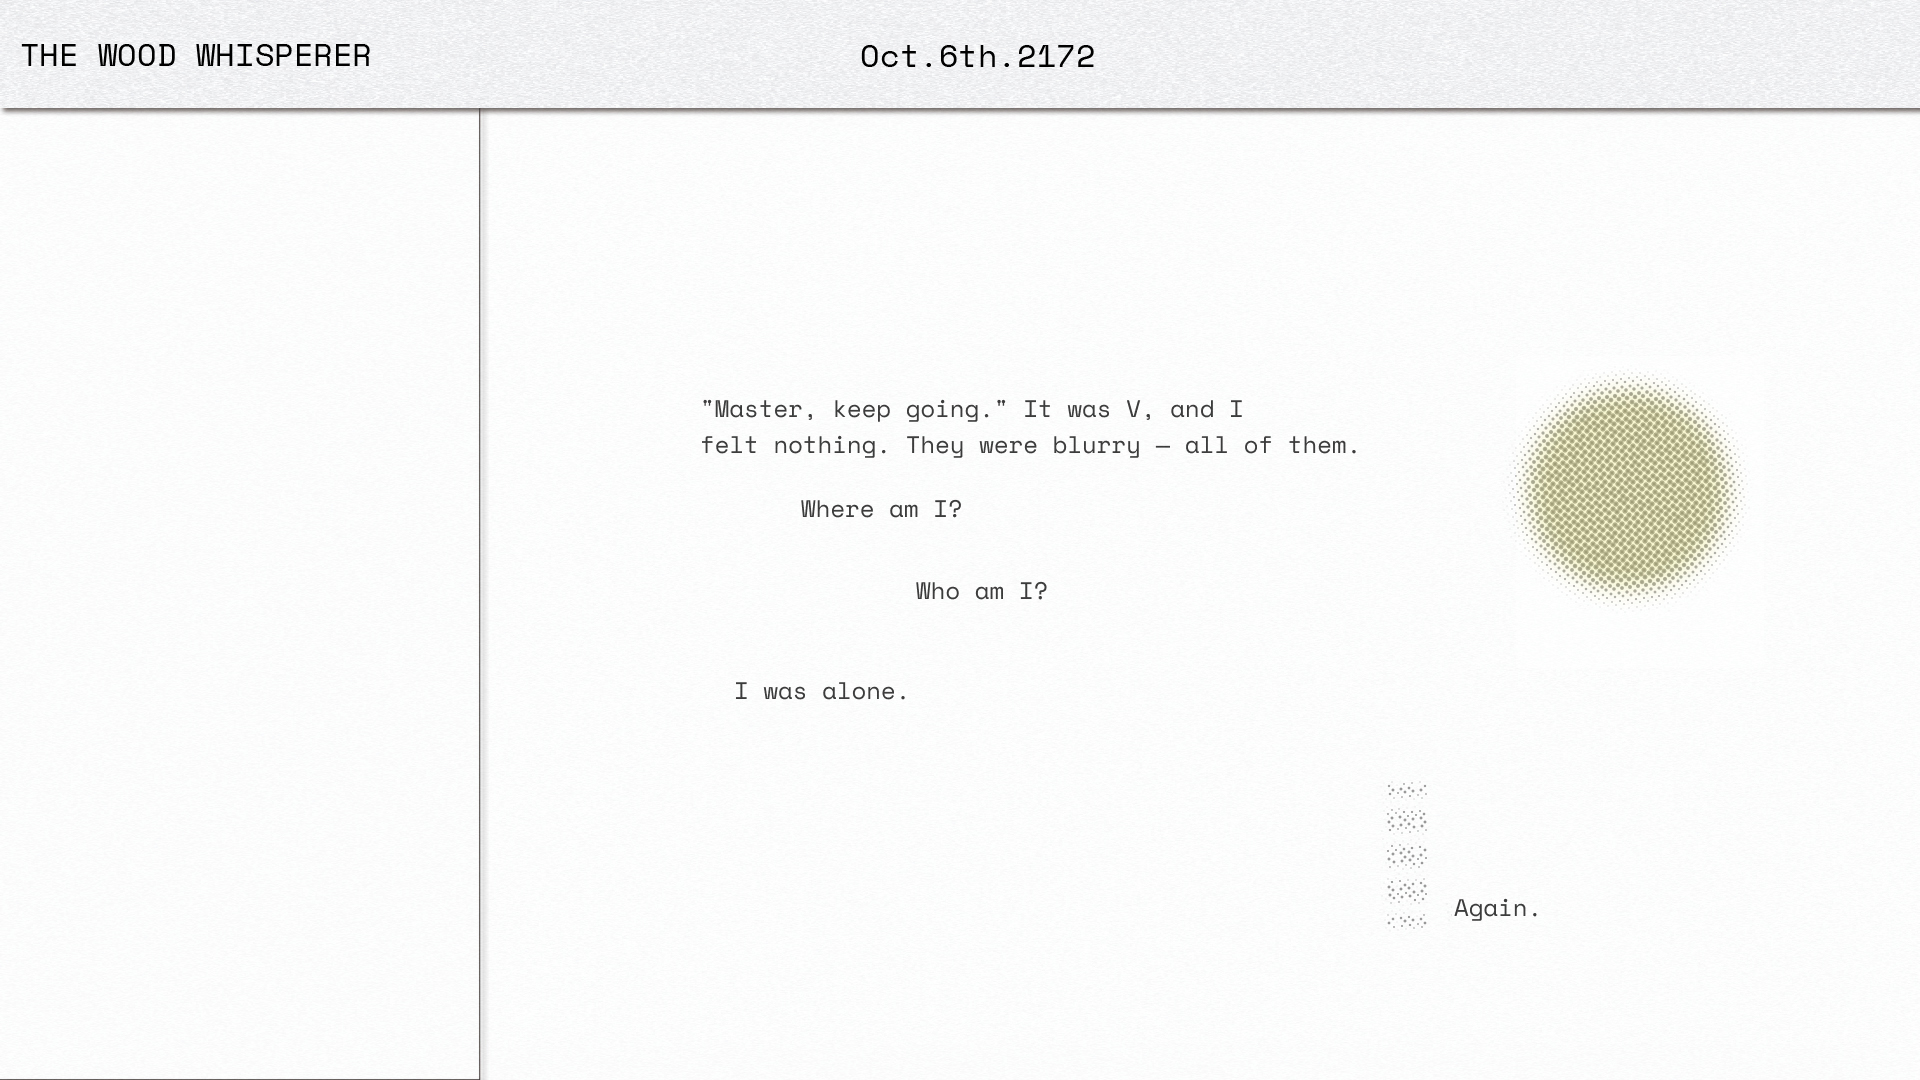 THE WOOD WHISPERER
Oct.6th.2172
"Master, keep going." It was V, and I
felt nothing. They were blurry — all of them.
Where am I?
Who am I?
I was alone.
Again.